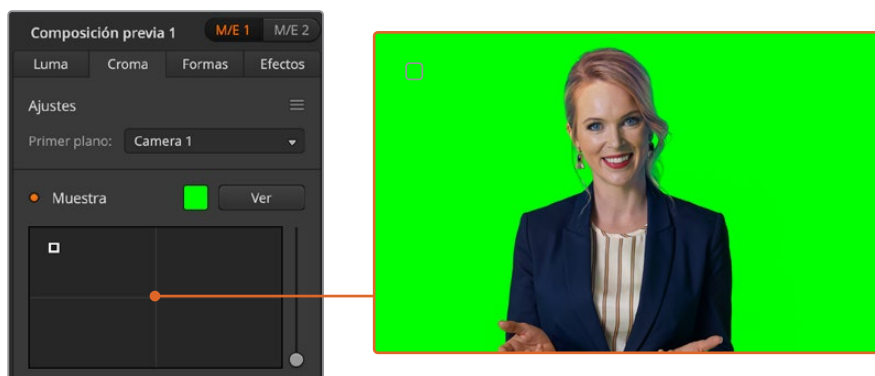 Composición previa 1 M/E 1 M/E 2
Luma Croma Formas Efectos
Ajustes
Primer plano: Camera 1
Muestra Ver